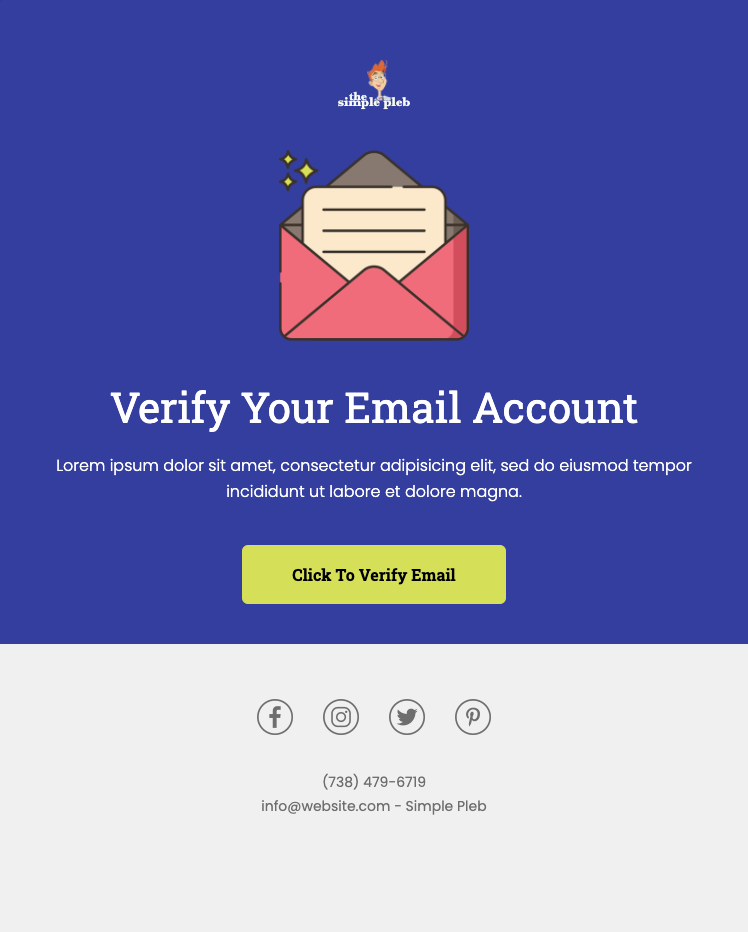 the
simple pleb
Verify Your Email Account
Lorem ipsum dolor sit amet, consectetur adipisicing elit, sed do eiusmod tempor
incididunt ut labore et dolore magna.
Click To Verify Email
(738) 479-6719
info@website.com - Simple Pleb